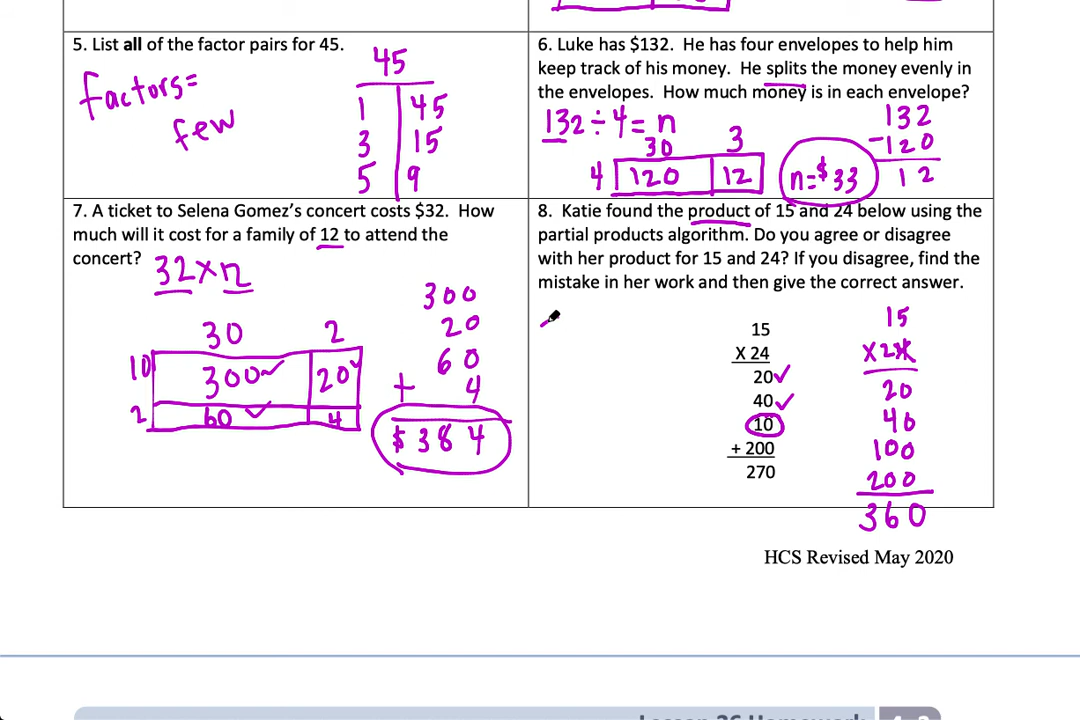 5. List all of the factor pairs for 45.
factors=
few
45
1 45
3 15
5 9
6. Luke has $132. He has four envelopes to help him
keep track of his money. He splits the money evenly in
the envelopes. How much money is in each envelope?
132÷4=n
30 3
4 120 12
n=$33
132
-120
12
7. A ticket to Selena Gomez’s concert costs $32. How
much will it cost for a family of 12 to attend the
concert?
32×12
30 2
10 300✓ 20✓
2 60✓ 4
300
20
60
+ 4
$384
8. Katie found the product of 15 and 24 below using the
partial products algorithm. Do you agree or disagree
with her product for 15 and 24? If you disagree, find the
mistake in her work and then give the correct answer.
15
X 24
20✓
40✓
10
+ 200
270
15
20
40
100
200
360
HCS Revised May 2020